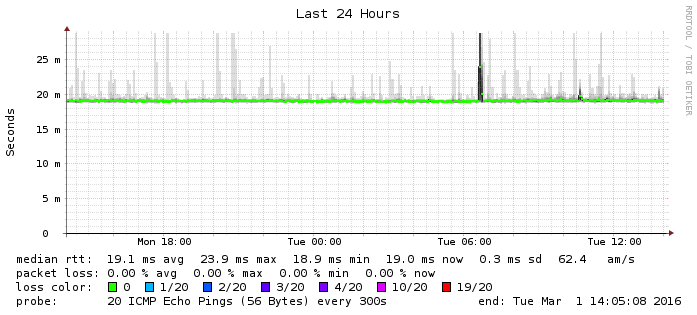 Last 24 Hours
RRDTOOL / TOBI OETIKER
Seconds
25 m
20 m
15 m
10 m
5 m
0
Mon 18:00 Tue 00:00 Tue 06:00 Tue 12:00
median rtt: 19.1 ms avg 23.9 ms max 18.9 ms min 19.0 ms now 0.3 ms sd 62.4 am/s
packet loss: 0.00 % avg 0.00 % max 0.00 % min 0.00 % now
loss color: 0 1/20 2/20 3/20 4/20 10/20 19/20
probe: 20 ICMP Echo Pings (56 Bytes) every 300s end: Tue Mar 1 14:05:08 2016